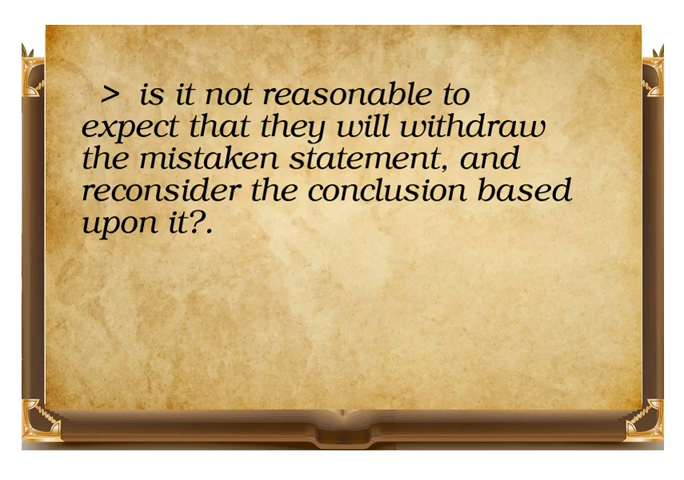 > is it not reasonable to
expect that they will withdraw
the mistaken statement, and
reconsider the conclusion based
upon it?.